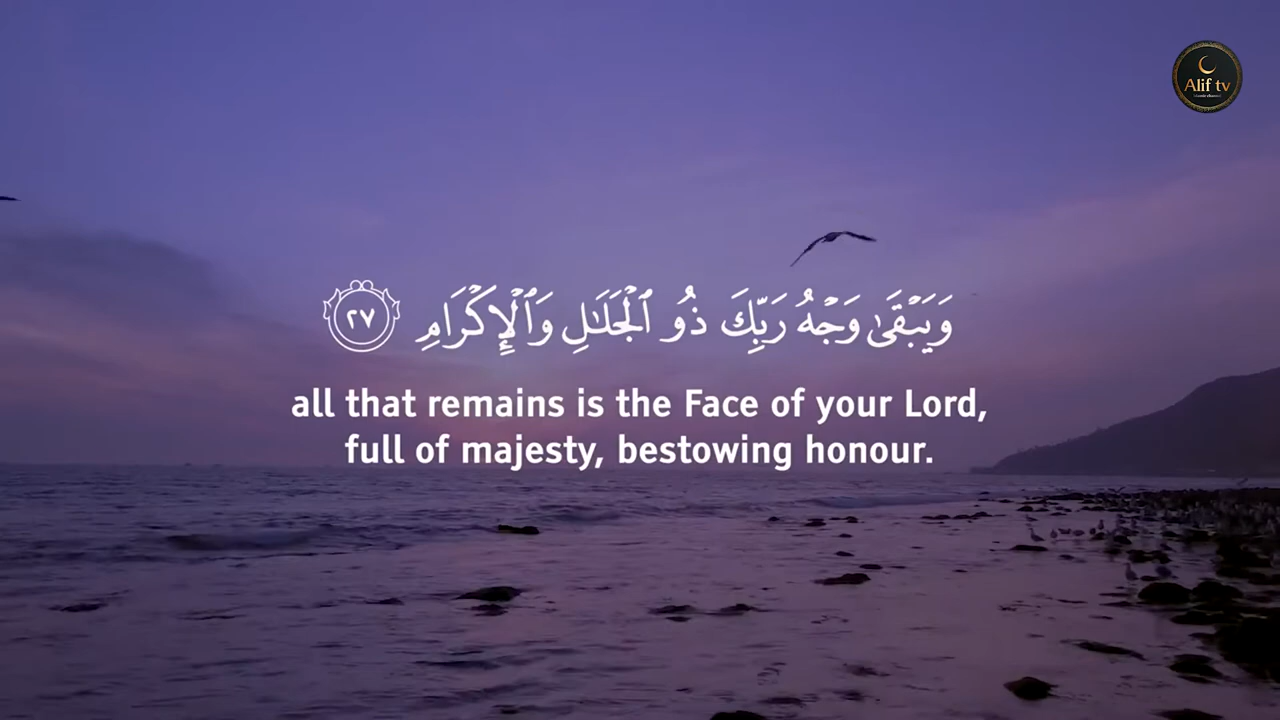 Alif tv
وَيَبْقَىٰ وَجْهُ رَبِّكَ ذُو ٱلْجَلَـٰلِ وَٱلْإِكْرَامِ ٢٧
all that remains is the Face of your Lord,
full of majesty, bestowing honour.